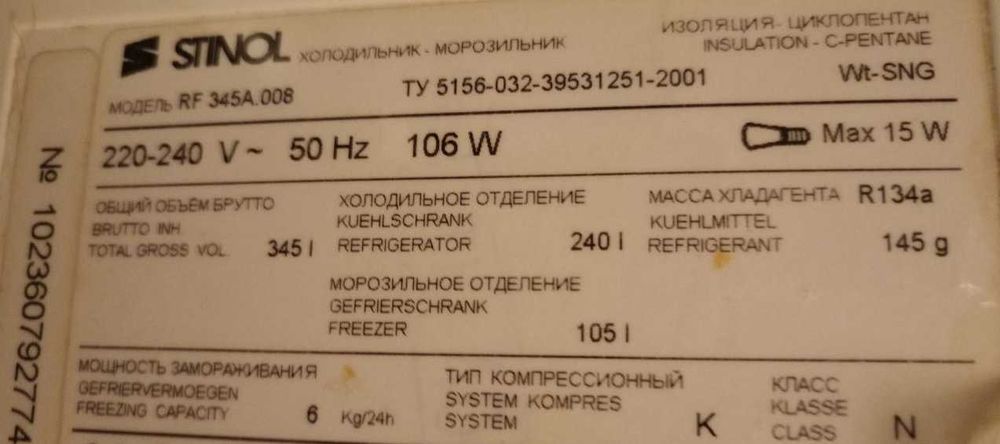 STINOL ХОЛОДИЛЬНИК - МОРОЗИЛЬНИК
ИЗОЛЯЦИЯ - ЦИКЛОПЕНТАН
INSULATION - C-PENTANE
МОДЕЛЬ RF 345A.008
ТУ 5156-032-39531251-2001
Wt-SNG
220-240 V ~ 50 Hz 106 W
Max 15 W
ОБЩИЙ ОБЪЁМ БРУТТО
BRUTTO INH.
TOTAL GROSS VOL. 345 l
ХОЛОДИЛЬНОЕ ОТДЕЛЕНИЕ
KUEHLSCHRANK
REFRIGERATOR 240 l
МАССА ХЛАДАГЕНТА R134a
KUEHLMITTEL
REFRIGERANT 145 g
МОРОЗИЛЬНОЕ ОТДЕЛЕНИЕ
GEFRIERSCHRANK
FREEZER 105 l
МОЩНОСТЬ ЗАМОРАЖИВАНИЯ
GEFRIERVERMOEGEN
FREEZING CAPACITY 6 Kg/24h
ТИП КОМПРЕССИОННЫЙ
SYSTEM KOMPRES
SYSTEM K
КЛАСС
KLASSE
CLASS N
№ 1023607927774